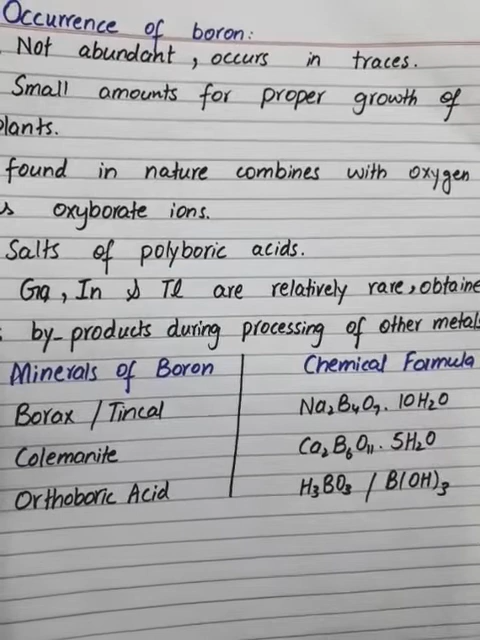 Occurrence of boron:
Not abundant, occurs in traces.
Small amounts for proper growth of
plants.
found in nature combines with oxygen
s oxyborate ions.
Salts of polyboric acids.
Ga, In & Tl are relatively rare, obtaine
by-products during processing of other metals
Minerals of Boron | Chemical Formula
Borax / Tincal | Na₂B₄O₇. 10H₂O
Colemanite | Ca₂B₆O₁₁. 5H₂O
Orthoboric Acid | H₃BO₃ / B(OH)₃